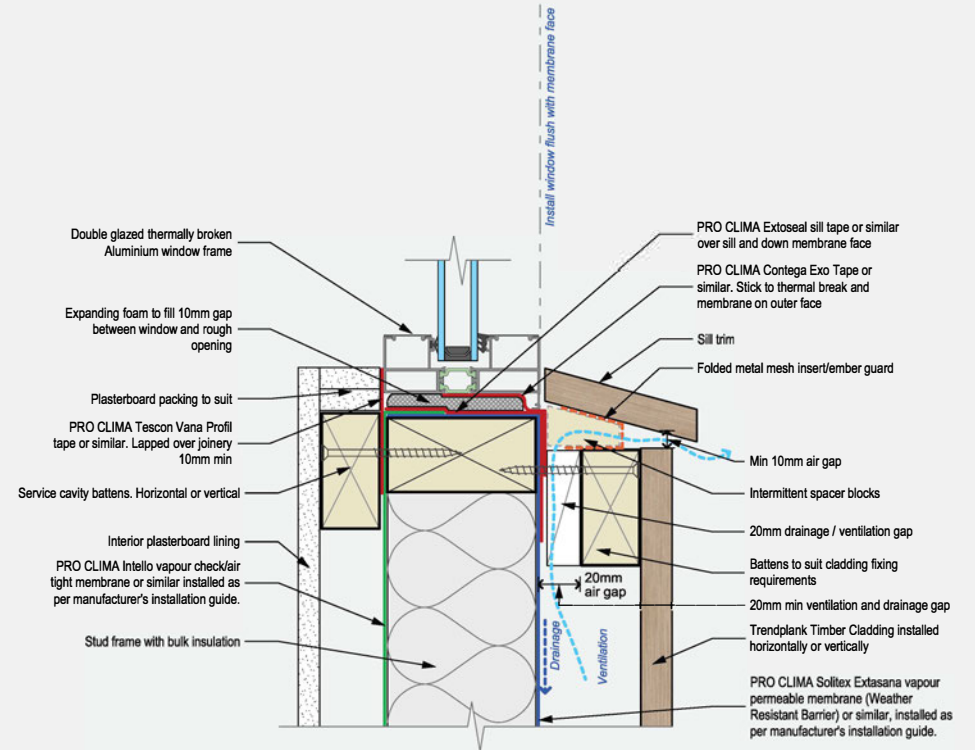 Install window flush with membrane face
Double glazed thermally broken
Aluminium window frame
Expanding foam to fill 10mm gap
between window and rough
opening
Plasterboard packing to suit
PRO CLIMA Tescon Vana Profil
tape or similar. Lapped over joinery
10mm min
Service cavity battens. Horizontal or vertical
Interior plasterboard lining
PRO CLIMA Intello vapour check/air
tight membrane or similar installed as
per manufacturer's installation guide.
Stud frame with bulk insulation
PRO CLIMA Extoseal sill tape or similar
over sill and down membrane face
PRO CLIMA Contega Exo Tape or
similar. Stick to thermal break and
membrane on outer face
Sill trim
Folded metal mesh insert/ember guard
Min 10mm air gap
Intermittent spacer blocks
20mm drainage / ventilation gap
Battens to suit cladding fixing
requirements
20mm min ventilation and drainage gap
Trendplank Timber Cladding installed
horizontally or vertically
PRO CLIMA Solitex Extasana vapour
permeable membrane (Weather
Resistant Barrier) or similar, installed as
per manufacturer's installation guide.
20mm
air gap
Drainage
Ventilation